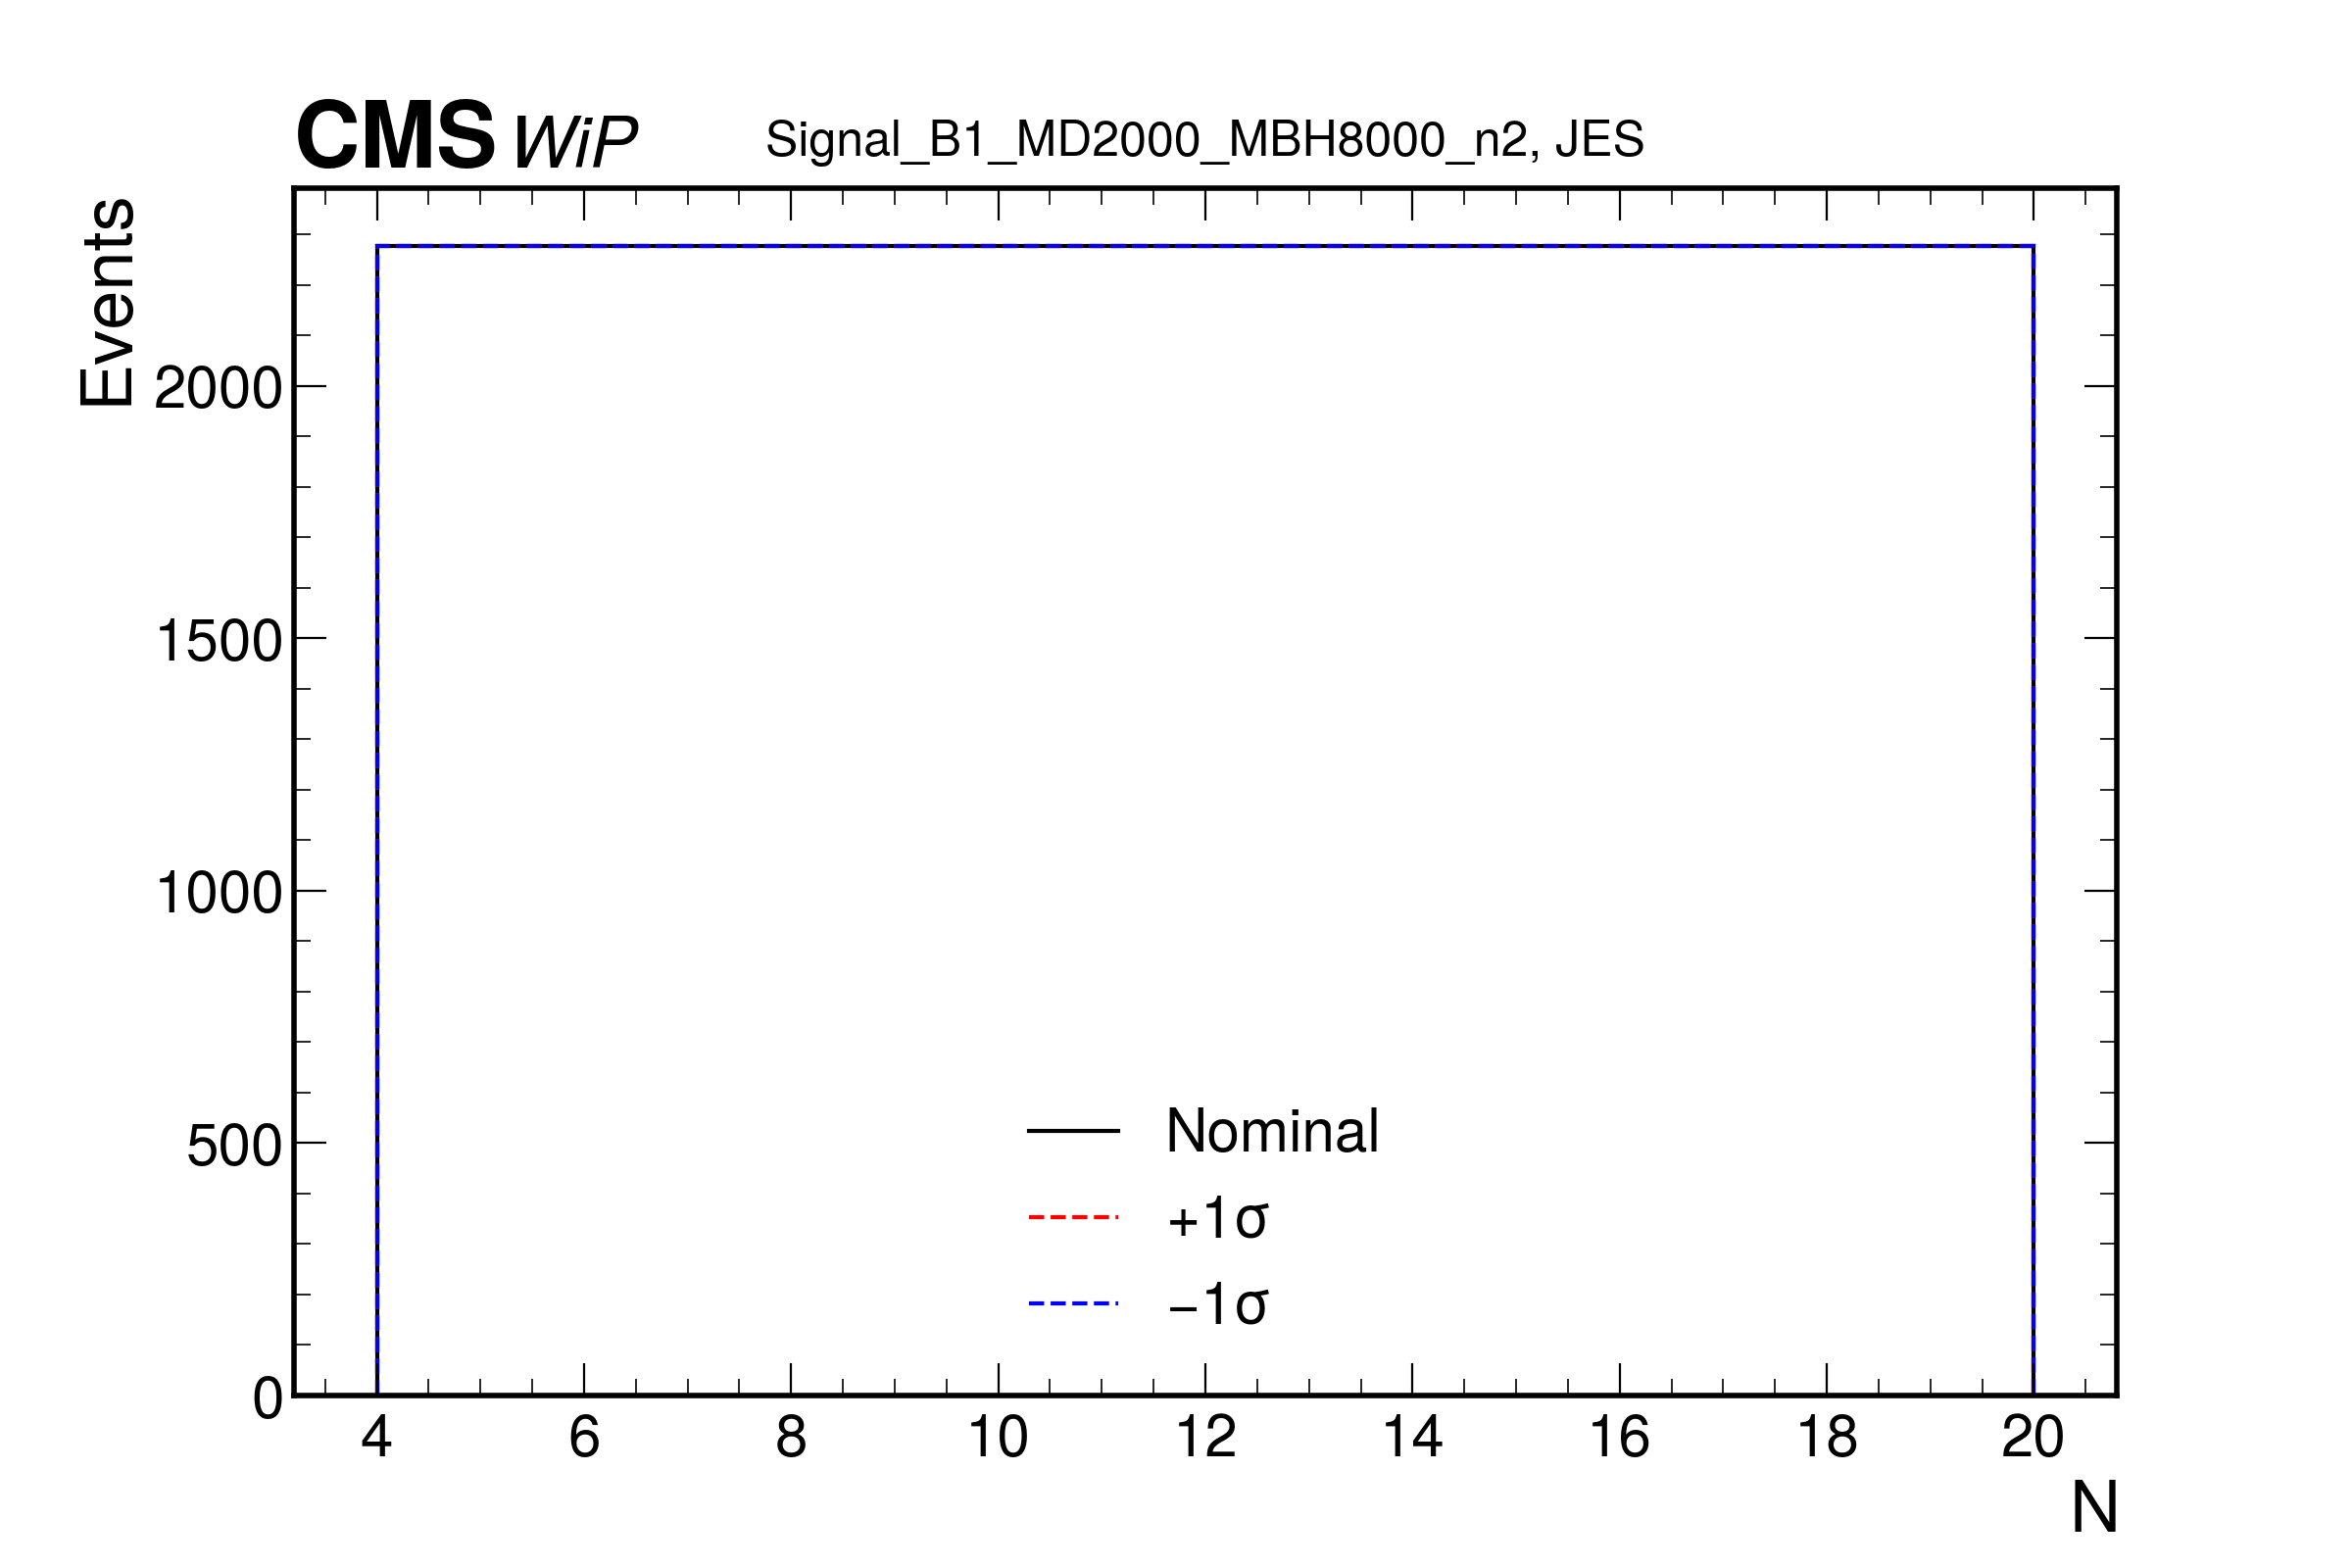 CMS WiP Signal_B1_MD2000_MBH8000_n2, JES
Events
2000
1500
1000
500
0
Nominal
+1σ
−1σ
4 6 8 10 12 14 16 18 20
N